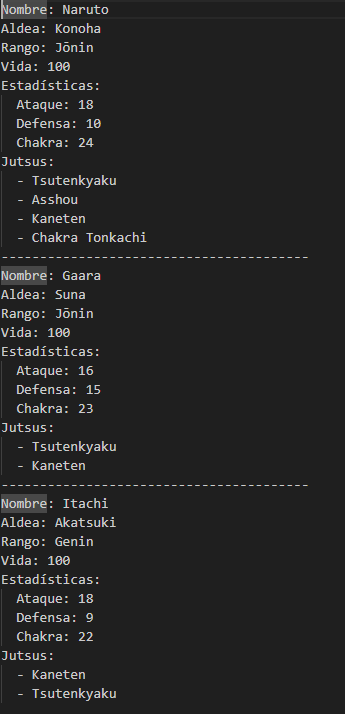 Nombre: Naruto
Aldea: Konoha
Rango: Jōnin
Vida: 100
Estadísticas:
  Ataque: 18
  Defensa: 10
  Chakra: 24
Jutsus:
  - Tsutenkyaku
  - Asshou
  - Kaneten
  - Chakra Tonkachi
----------------------------------------
Nombre: Gaara
Aldea: Suna
Rango: Jōnin
Vida: 100
Estadísticas:
  Ataque: 16
  Defensa: 15
  Chakra: 23
Jutsus:
  - Tsutenkyaku
  - Kaneten
----------------------------------------
Nombre: Itachi
Aldea: Akatsuki
Rango: Genin
Vida: 100
Estadísticas:
  Ataque: 18
  Defensa: 9
  Chakra: 22
Jutsus:
  - Kaneten
  - Tsutenkyaku